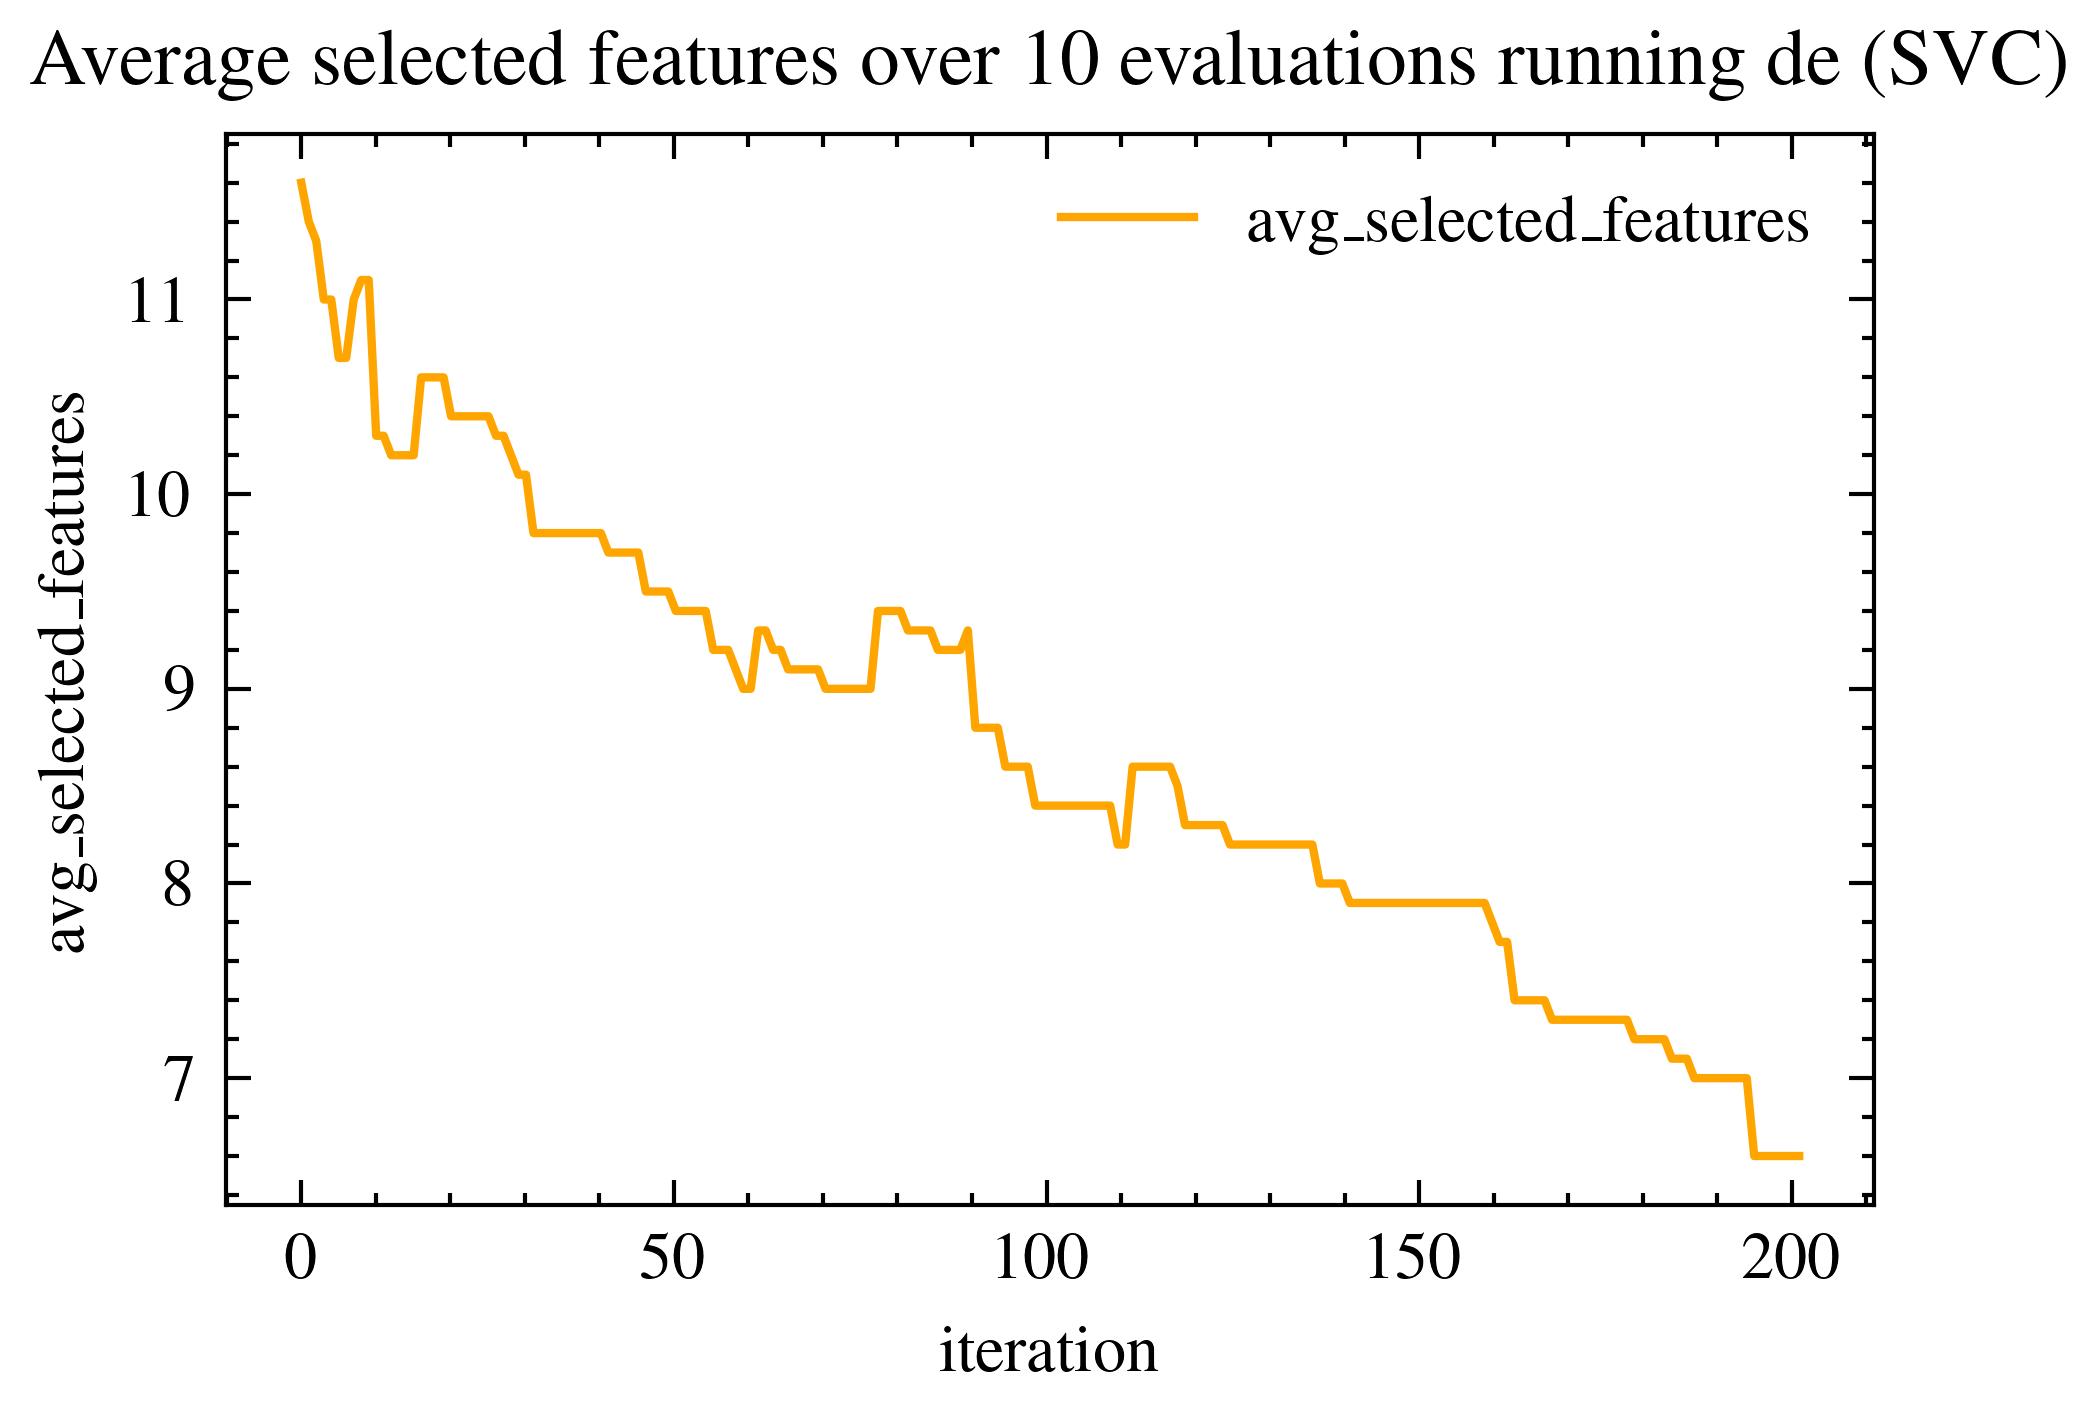 Average selected features over 10 evaluations running de (SVC)
avg_selected_features
11
10
9
8
7
avg_selected_features
0 50 100 150 200
iteration